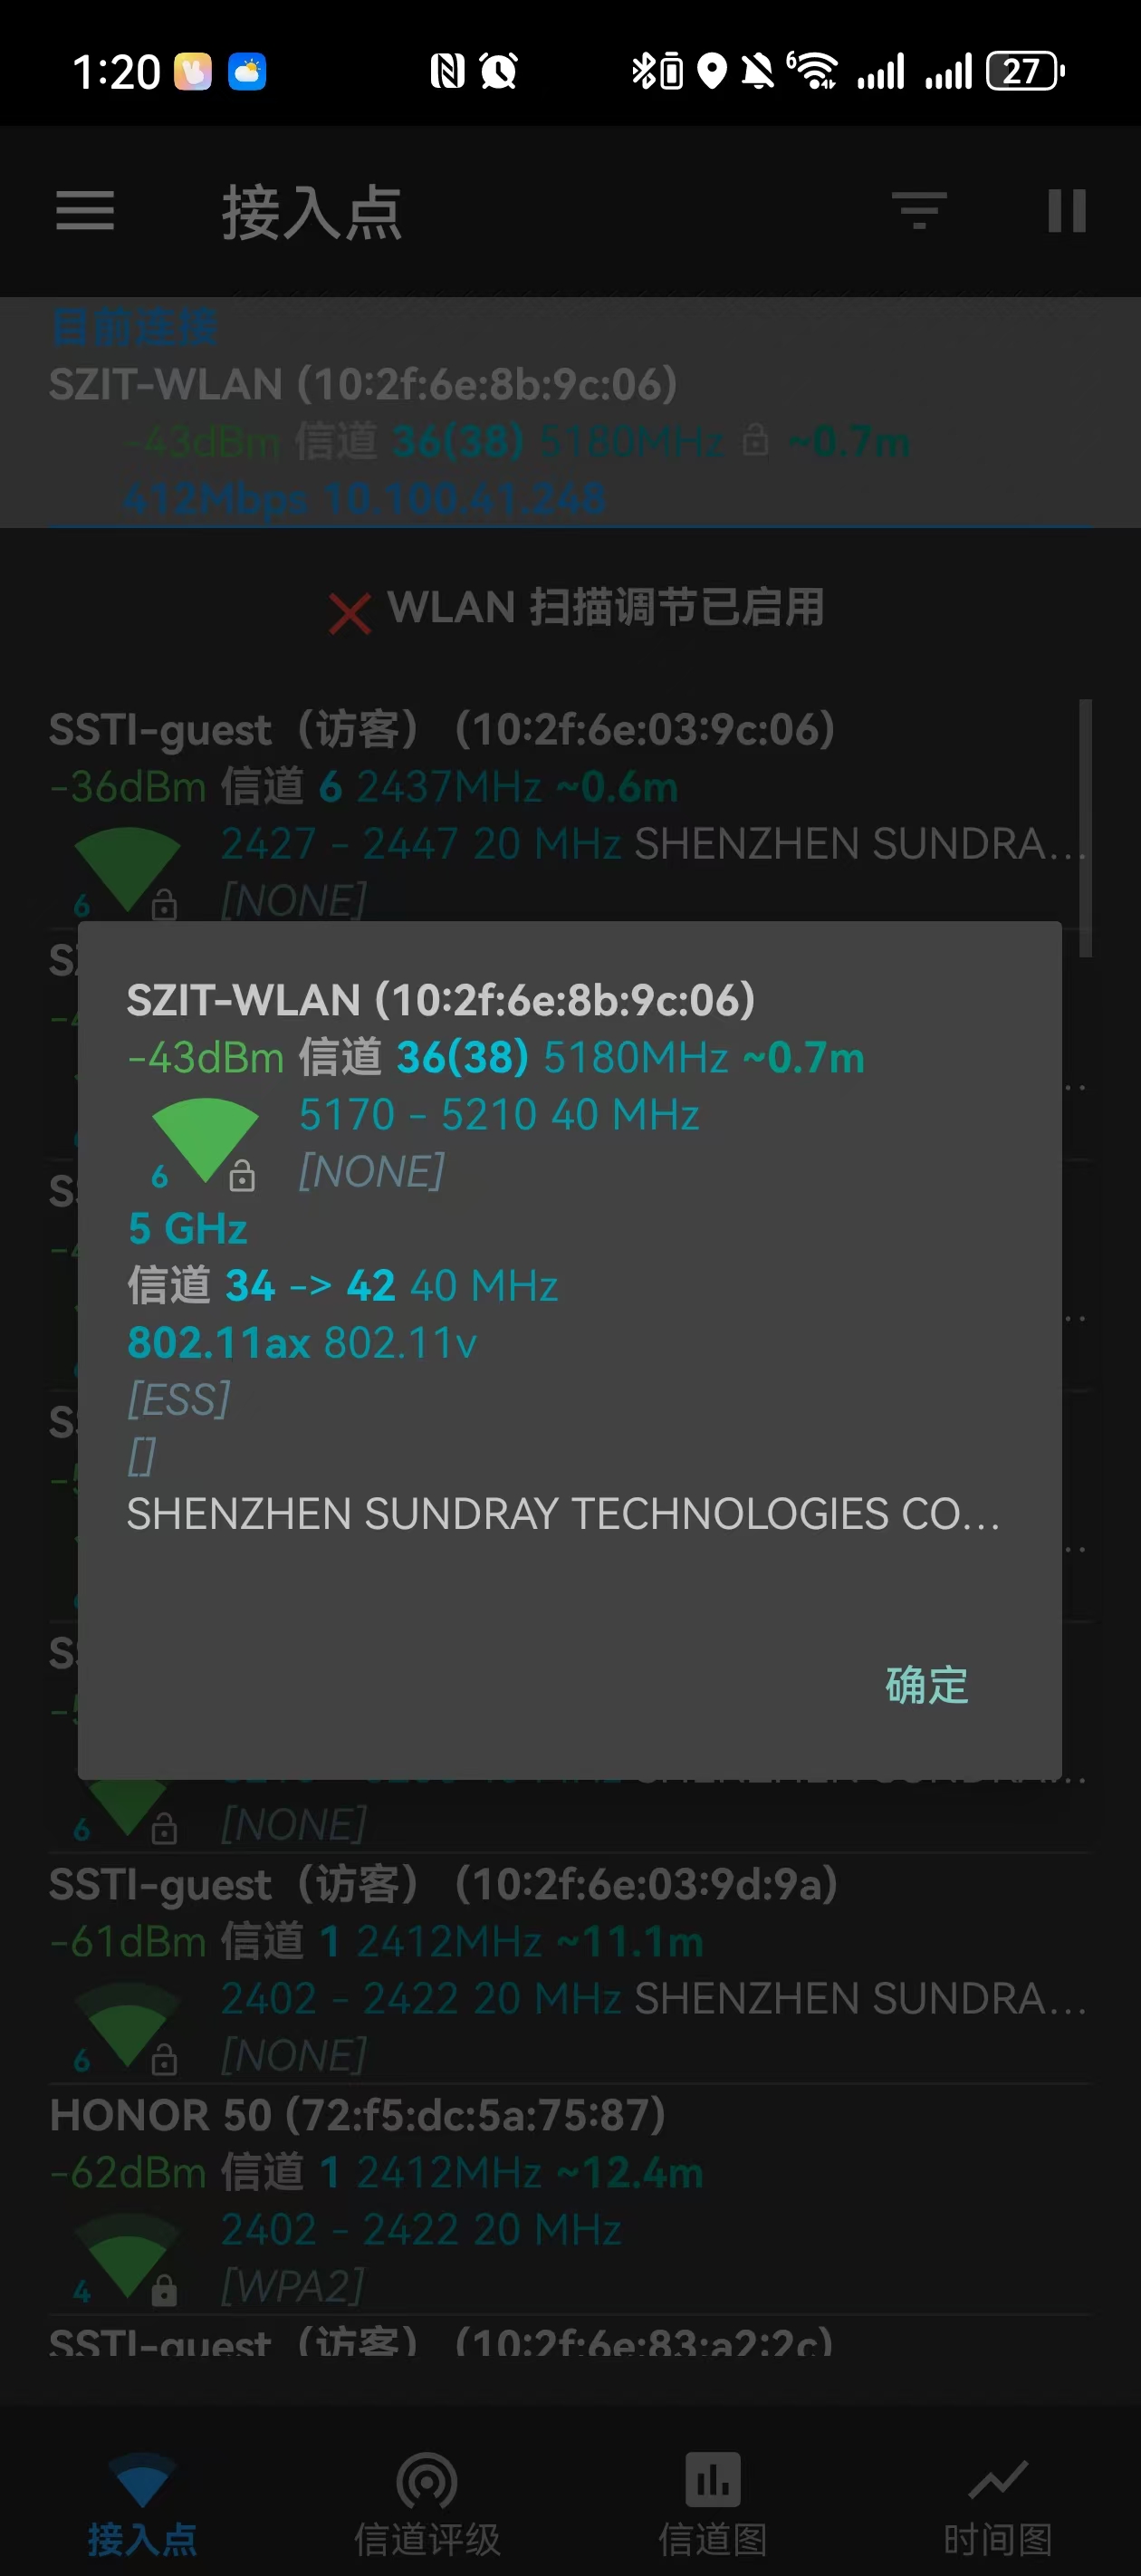 1:20
6
27
接入点
目前连接
SZIT-WLAN (10:2f:6e:8b:9c:06)
-43dBm 信道 36(38) 5180MHz ~0.7m
412Mbps 10.100.41.248
WLAN 扫描调节已启用
SSTI-guest（访客） (10:2f:6e:03:9c:06)
-36dBm 信道 6 2437MHz ~0.6m
2427 - 2447 20 MHz SHENZHEN SUNDRA...
6 [NONE]
SZIT-WLAN (10:2f:6e:8b:9c:06)
-43dBm 信道 36(38) 5180MHz ~0.7m
5170 - 5210 40 MHz
6 [NONE]
5 GHz
信道 34 -> 42 40 MHz
802.11ax 802.11v
[ESS]
[]
SHENZHEN SUNDRAY TECHNOLOGIES CO...
确定
6 [NONE]
SSTI-guest（访客） (10:2f:6e:03:9d:9a)
-61dBm 信道 1 2412MHz ~11.1m
2402 - 2422 20 MHz SHENZHEN SUNDRA...
6 [NONE]
HONOR 50 (72:f5:dc:5a:75:87)
-62dBm 信道 1 2412MHz ~12.4m
2402 - 2422 20 MHz
4 [WPA2]
SSTI-guest（访客） (10:2f:6e:83:a2:2c)
接入点
信道评级
信道图
时间图